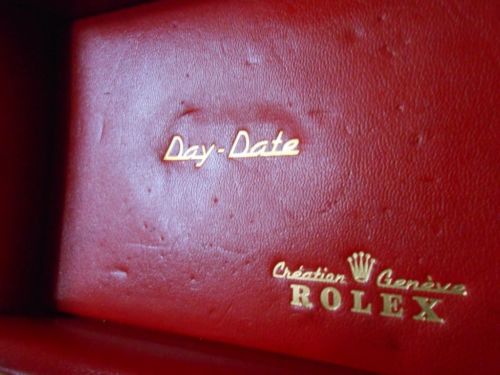 Day-Date
Création Genève
ROLEX